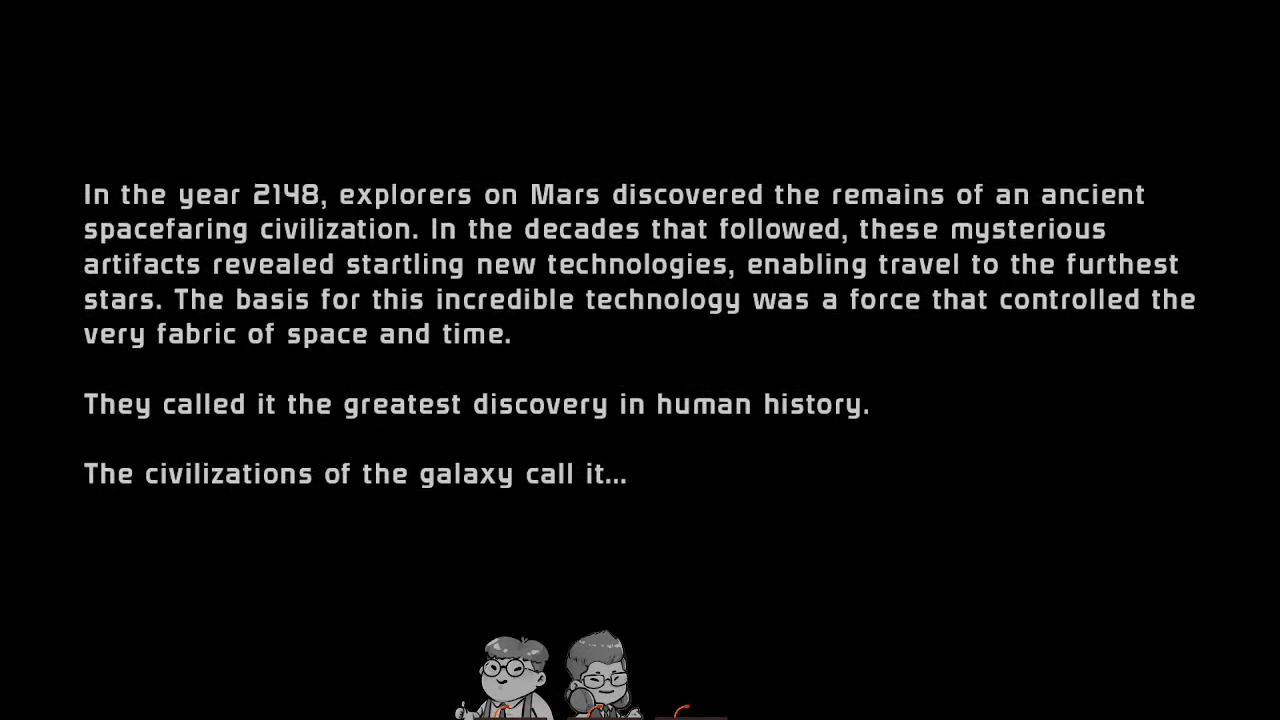 In the year 2148, explorers on Mars discovered the remains of an ancient
spacefaring civilization. In the decades that followed, these mysterious
artifacts revealed startling new technologies, enabling travel to the furthest
stars. The basis for this incredible technology was a force that controlled the
very fabric of space and time.
They called it the greatest discovery in human history.
The civilizations of the galaxy call it...